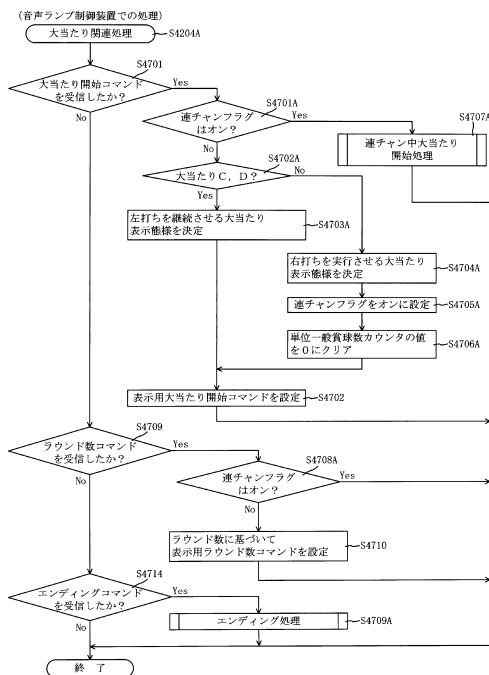 (音声ランプ制御装置での処理)
大当たり関連処理
S4204A
S4701
大当たり開始コマンド
を受信したか?
Yes
No
S4701A
連チャンフラグ
はオン?
Yes
No
S4707A
連チャン中大当たり
開始処理
S4702A
大当たりC,D?
No
Yes
左打ちを継続させる大当たり
表示態様を決定
S4703A
右打ちを実行させる大当たり
表示態様を決定
S4704A
連チャンフラグをオンに設定
S4705A
単位一般賞球数カウンタの値
を0にクリア
S4706A
表示用大当たり開始コマンドを設定
S4702
S4709
ラウンド数コマンド
を受信したか?
Yes
No
S4708A
連チャンフラグ
はオン?
Yes
No
ラウンド数に基づいて
表示用ラウンド数コマンドを設定
S4710
S4714
エンディングコマンド
を受信したか?
Yes
No
エンディング処理
S4709A
終 了